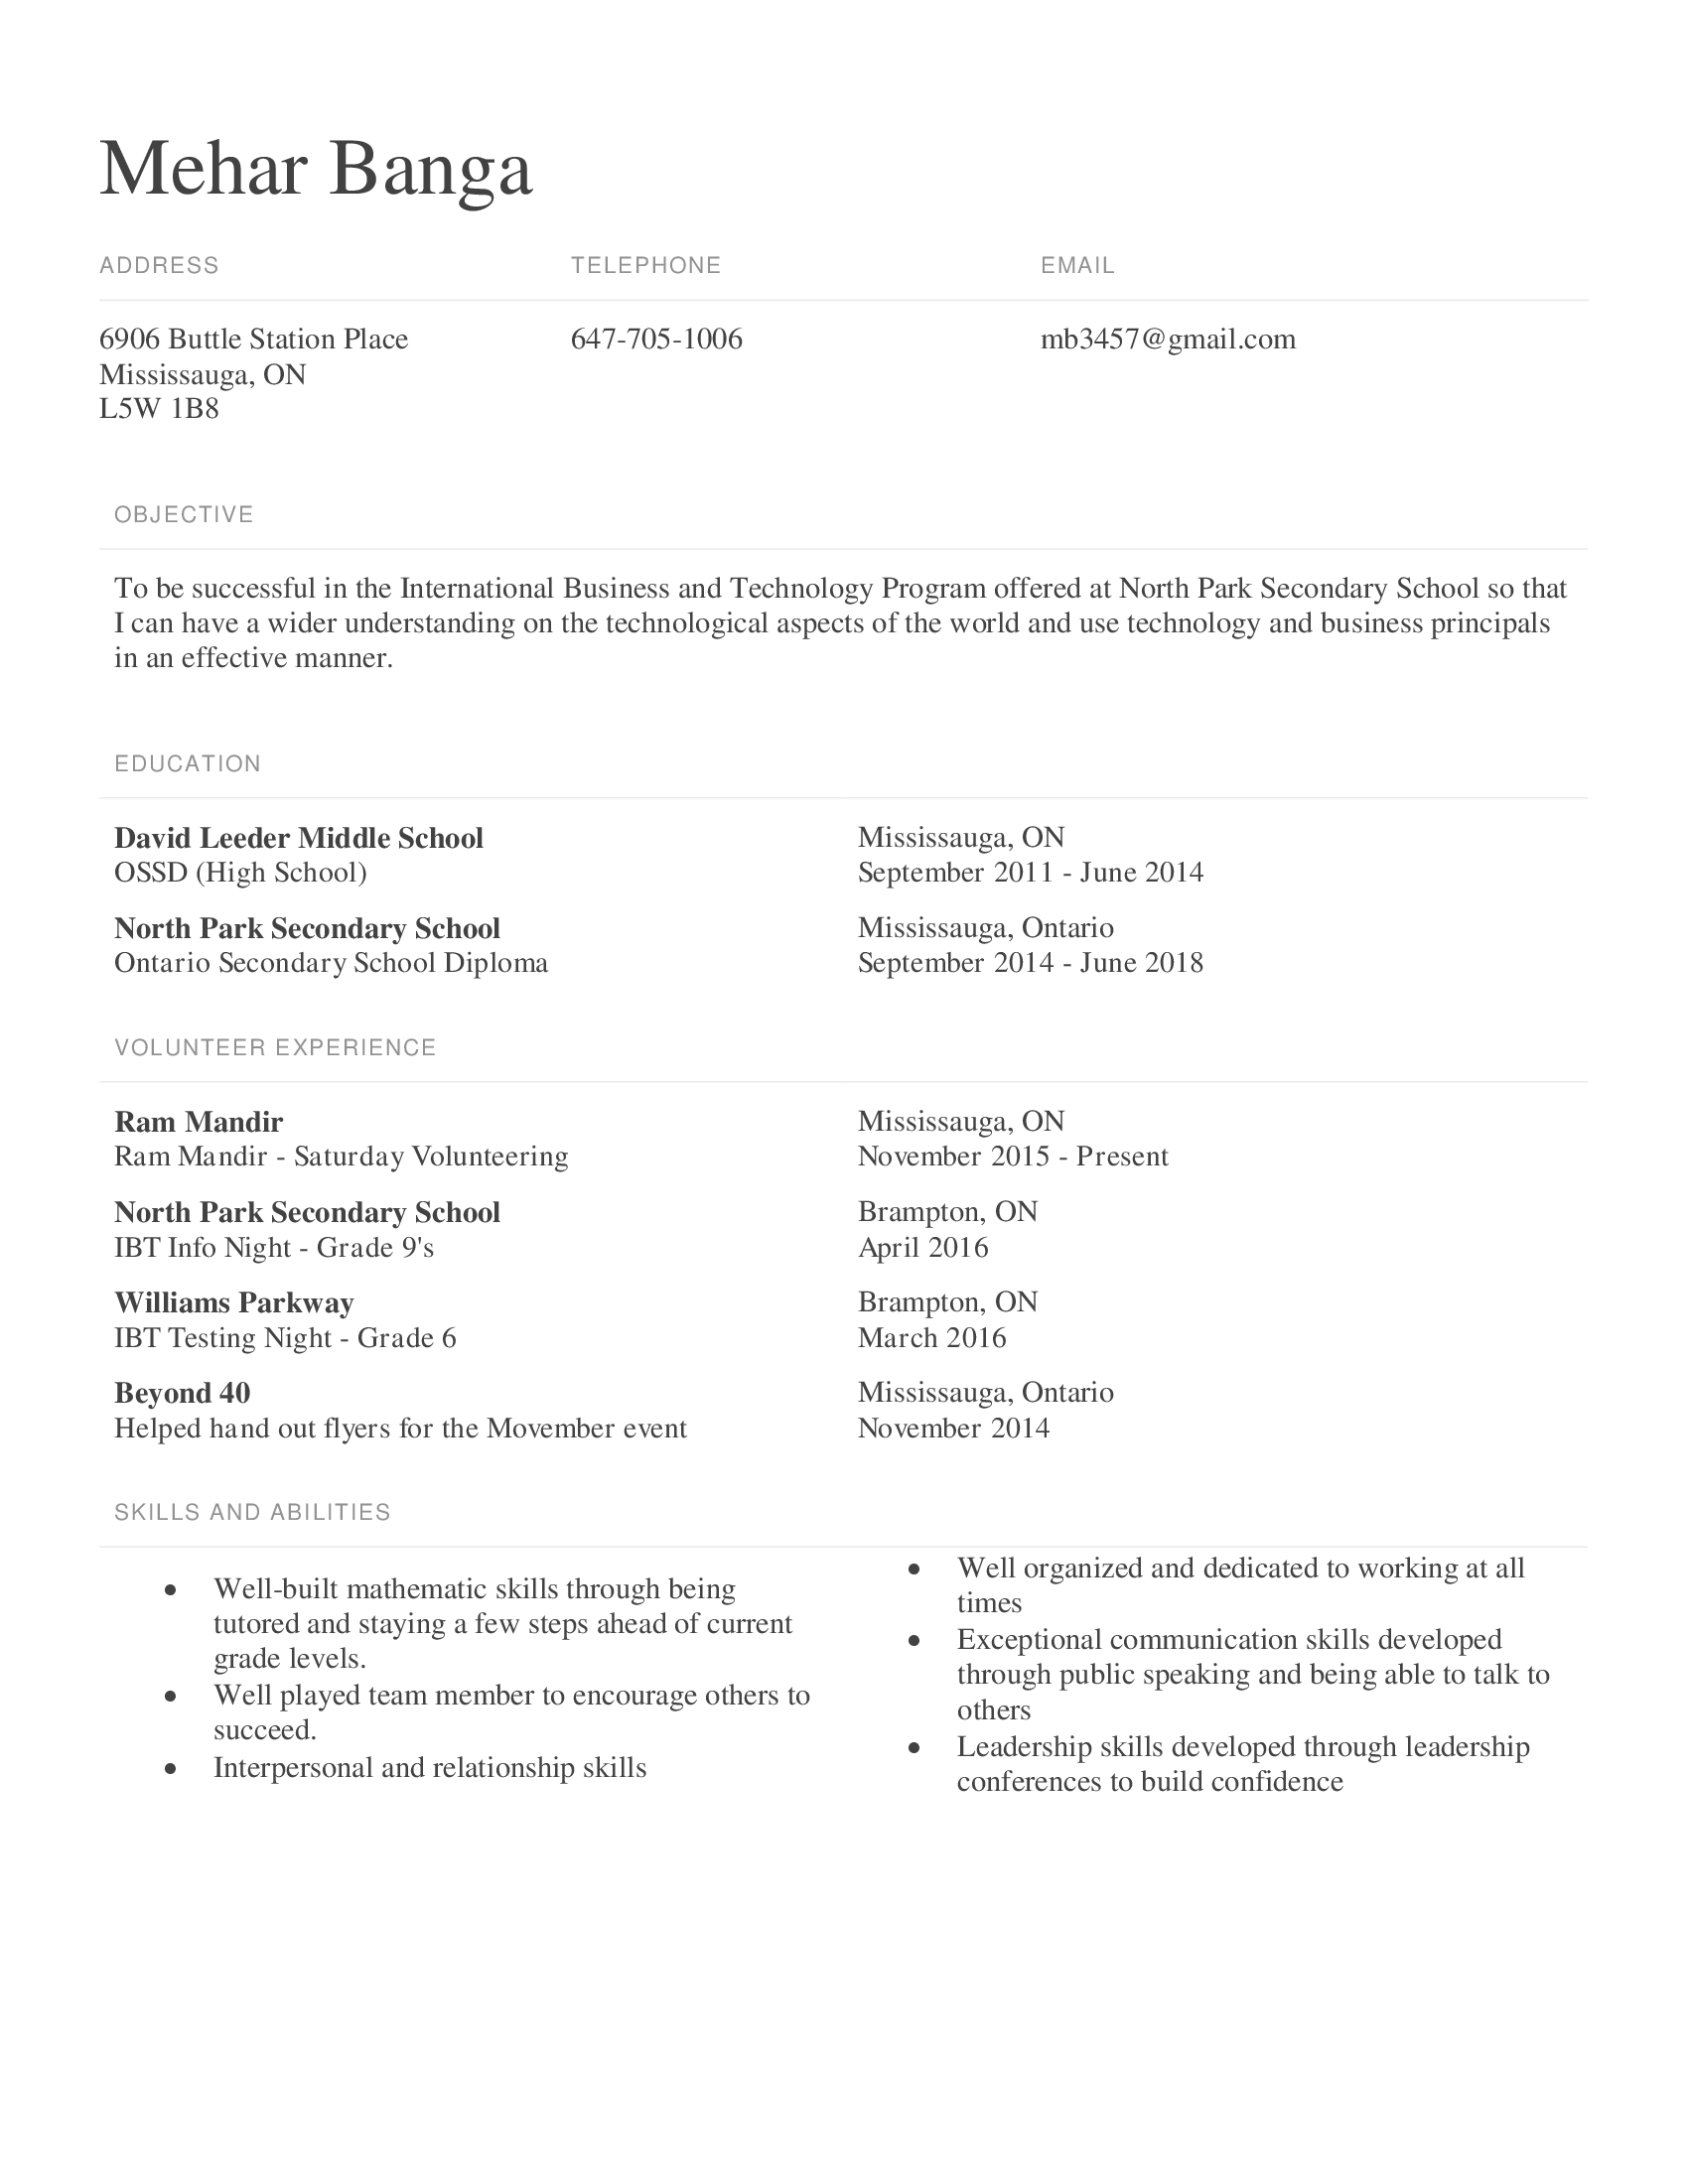 Mehar Banga
ADDRESS TELEPHONE EMAIL
6906 Buttle Station Place 647-705-1006 mb3457@gmail.com
Mississauga, ON
L5W 1B8
OBJECTIVE
To be successful in the International Business and Technology Program offered at North Park Secondary School so that
I can have a wider understanding on the technological aspects of the world and use technology and business principals
in an effective manner.
EDUCATION
David Leeder Middle School Mississauga, ON
OSSD (High School) September 2011 - June 2014
North Park Secondary School Mississauga, Ontario
Ontario Secondary School Diploma September 2014 - June 2018
VOLUNTEER EXPERIENCE
Ram Mandir Mississauga, ON
Ram Mandir - Saturday Volunteering November 2015 - Present
North Park Secondary School Brampton, ON
IBT Info Night - Grade 9's April 2016
Williams Parkway Brampton, ON
IBT Testing Night - Grade 6 March 2016
Beyond 40 Mississauga, Ontario
Helped hand out flyers for the Movember event November 2014
SKILLS AND ABILITIES
• Well-built mathematic skills through being
tutored and staying a few steps ahead of current
grade levels.
• Well played team member to encourage others to
succeed.
• Interpersonal and relationship skills
• Well organized and dedicated to working at all
times
• Exceptional communication skills developed
through public speaking and being able to talk to
others
• Leadership skills developed through leadership
conferences to build confidence